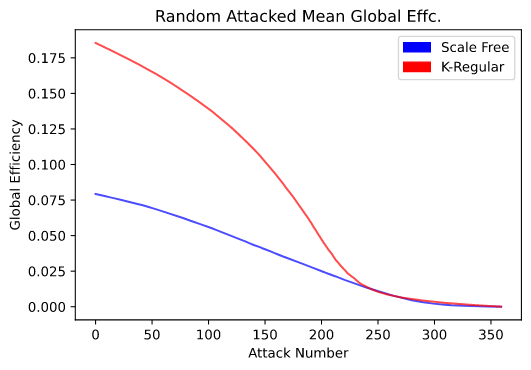 Random Attacked Mean Global Effc.
Scale Free
K-Regular
Global Efficiency
0.175
0.150
0.125
0.100
0.075
0.050
0.025
0.000
0 50 100 150 200 250 300 350
Attack Number